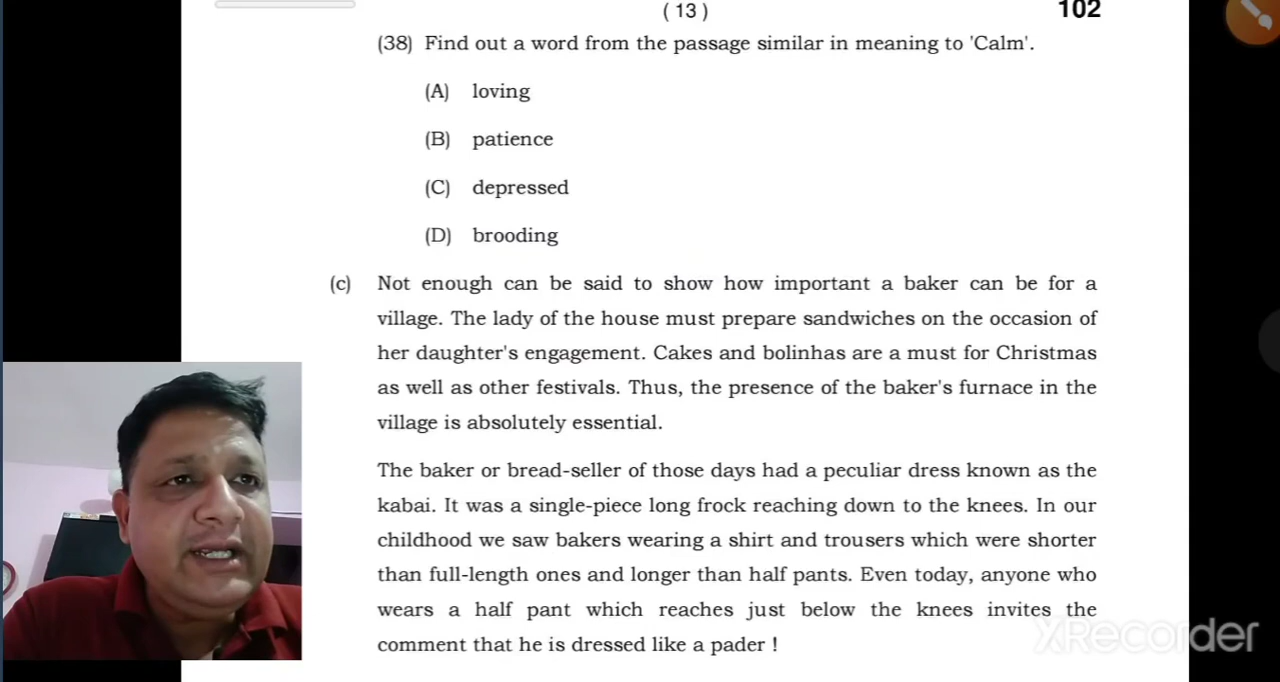 ( 13 )
102
(38) Find out a word from the passage similar in meaning to 'Calm'.
(A) loving
(B) patience
(C) depressed
(D) brooding
(c) Not enough can be said to show how important a baker can be for a
village. The lady of the house must prepare sandwiches on the occasion of
her daughter's engagement. Cakes and bolinhas are a must for Christmas
as well as other festivals. Thus, the presence of the baker's furnace in the
village is absolutely essential.
The baker or bread-seller of those days had a peculiar dress known as the
kabai. It was a single-piece long frock reaching down to the knees. In our
childhood we saw bakers wearing a shirt and trousers which were shorter
than full-length ones and longer than half pants. Even today, anyone who
wears a half pant which reaches just below the knees invites the
comment that he is dressed like a pader !
XRecorder